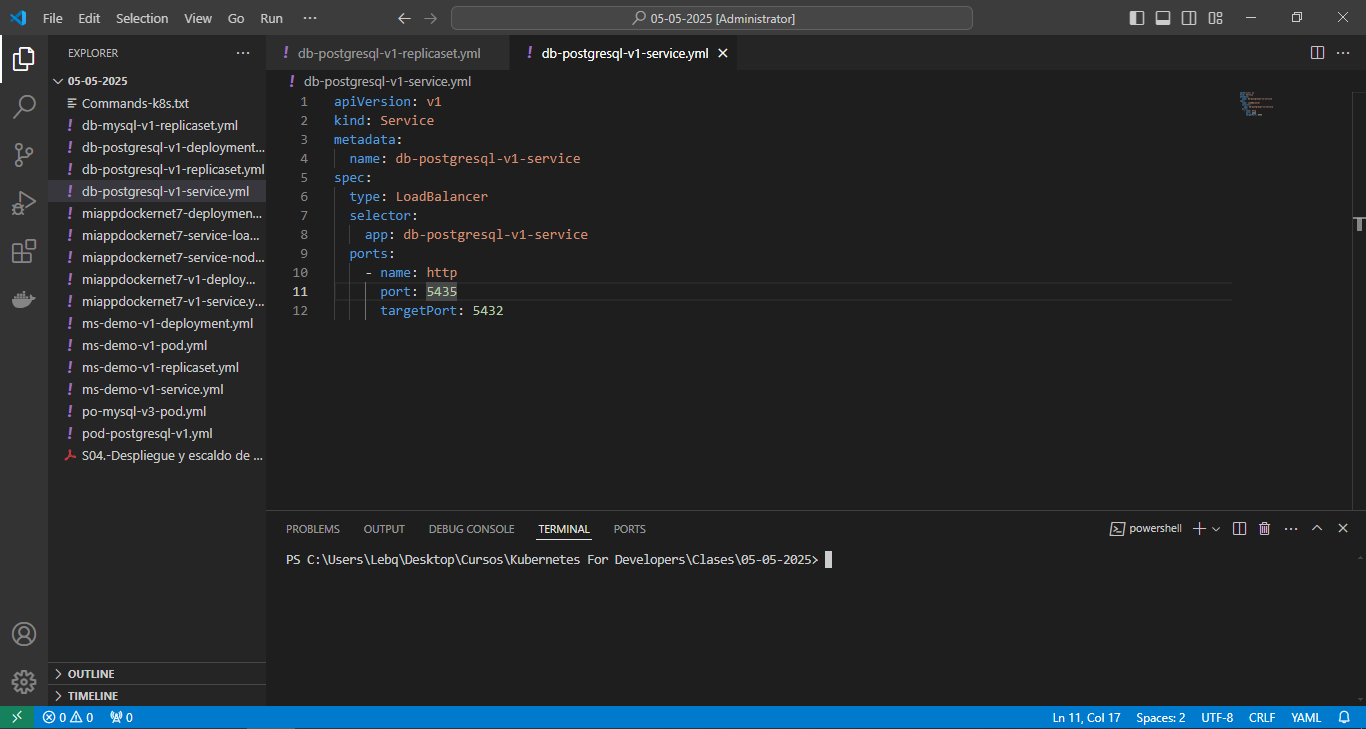 File Edit Selection View Go Run ··· 05-05-2025 [Administrator]
EXPLORER ···
05-05-2025
Commands-k8s.txt
db-mysql-v1-replicaset.yml
db-postgresql-v1-deployment...
db-postgresql-v1-replicaset.yml
db-postgresql-v1-service.yml
miappdockernet7-deploymen...
miappdockernet7-service-loa...
miappdockernet7-service-nod...
miappdockernet7-v1-deploy...
miappdockernet7-v1-service.y...
ms-demo-v1-deployment.yml
ms-demo-v1-pod.yml
ms-demo-v1-replicaset.yml
ms-demo-v1-service.yml
po-mysql-v3-pod.yml
pod-postgresql-v1.yml
S04.-Despliegue y escaldo de ...
OUTLINE
TIMELINE
! db-postgresql-v1-replicaset.yml ! db-postgresql-v1-service.yml
! db-postgresql-v1-service.yml
1 apiVersion: v1
2 kind: Service
3 metadata:
4   name: db-postgresql-v1-service
5 spec:
6   type: LoadBalancer
7   selector:
8     app: db-postgresql-v1-service
9   ports:
10     - name: http
11       port: 5435
12       targetPort: 5432
PROBLEMS OUTPUT DEBUG CONSOLE TERMINAL PORTS powershell
PS C:\Users\Lebq\Desktop\Cursos\Kubernetes For Developers\Clases\05-05-2025>
0 0 0 Ln 11, Col 17 Spaces: 2 UTF-8 CRLF YAML